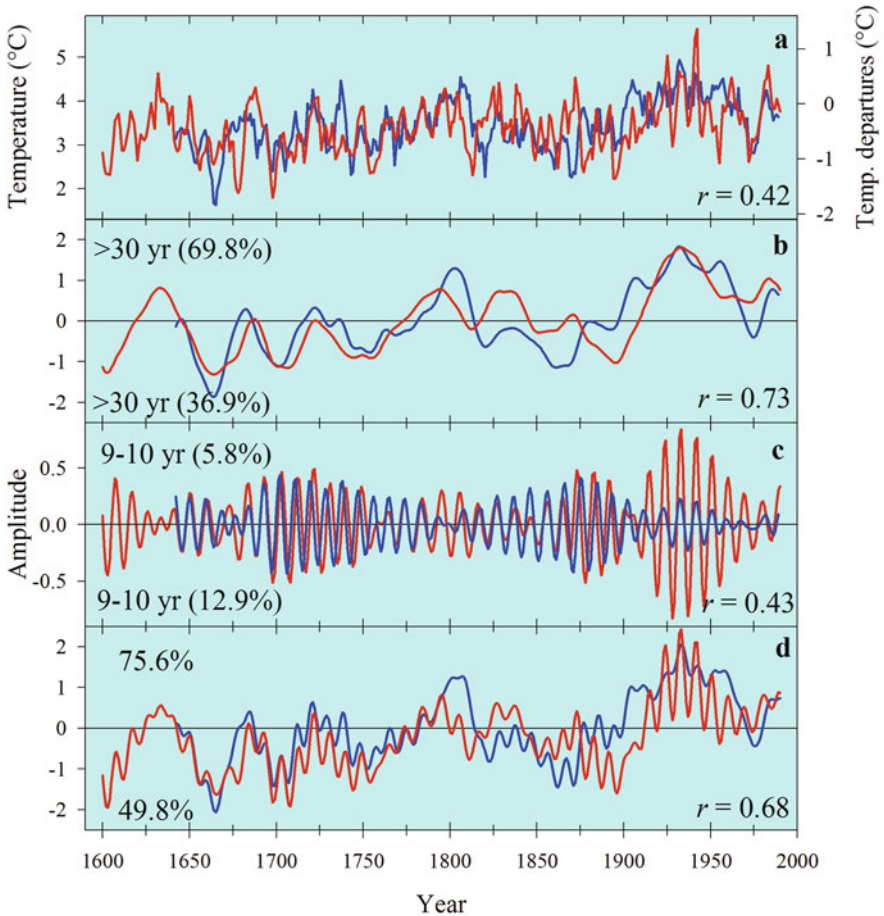 Temperature (°C)
5
4
3
2
a
1
0
-1
-2
Temp. departures (°C)
r = 0.42
2
1
0
-1
-2
>30 yr (69.8%)
b
>30 yr (36.9%)
r = 0.73
Amplitude
0.5
0.0
-0.5
9-10 yr (5.8%)
c
9-10 yr (12.9%)
r = 0.43
2
1
0
-1
-2
75.6%
d
49.8%
r = 0.68
1600 1650 1700 1750 1800 1850 1900 1950 2000
Year